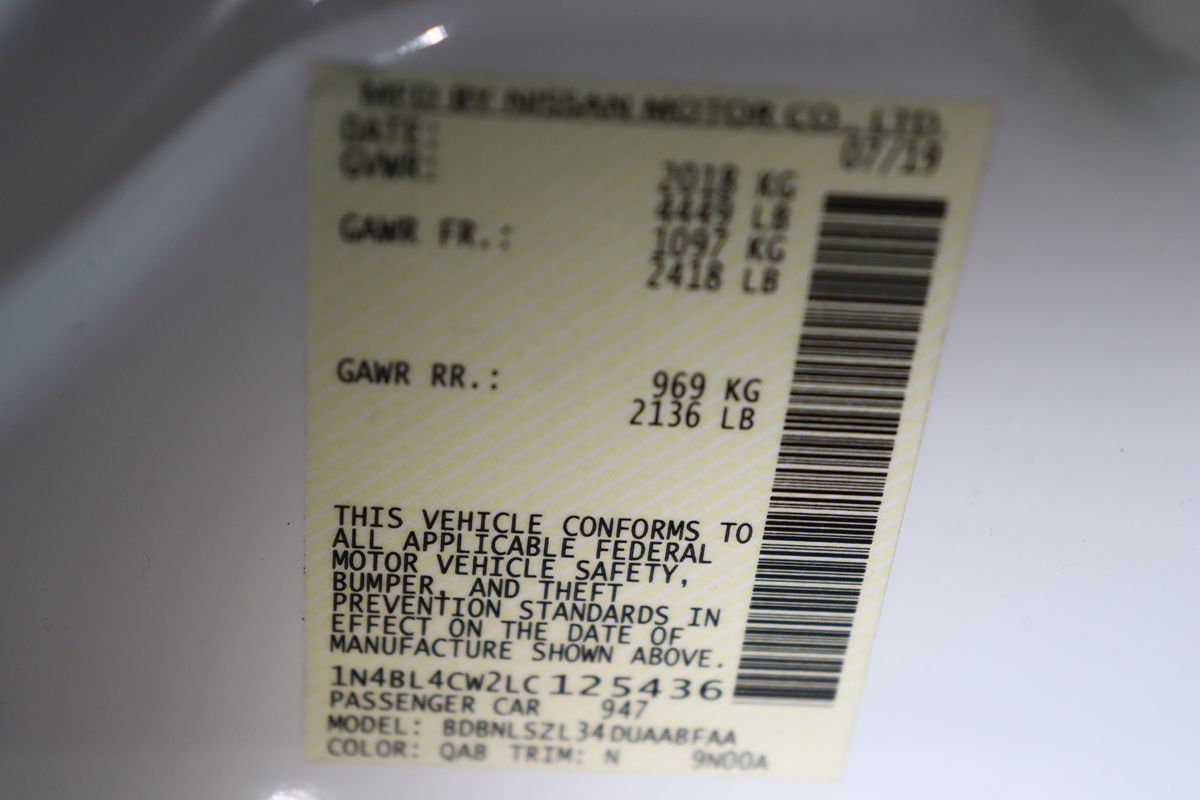 MFD BY NISSAN MOTOR CO., LTD.
DATE: 07/19
GVWR: 2018 KG
4449 LB
GAWR FR.: 1097 KG
2418 LB
GAWR RR.: 969 KG
2136 LB
THIS VEHICLE CONFORMS TO
ALL APPLICABLE FEDERAL
MOTOR VEHICLE SAFETY,
BUMPER, AND THEFT
PREVENTION STANDARDS IN
EFFECT ON THE DATE OF
MANUFACTURE SHOWN ABOVE.
1N4BL4CW2LC125436
PASSENGER CAR 947
MODEL: BDBNLSZL34DUAABFAA
COLOR: QAB TRIM: N 9N00A